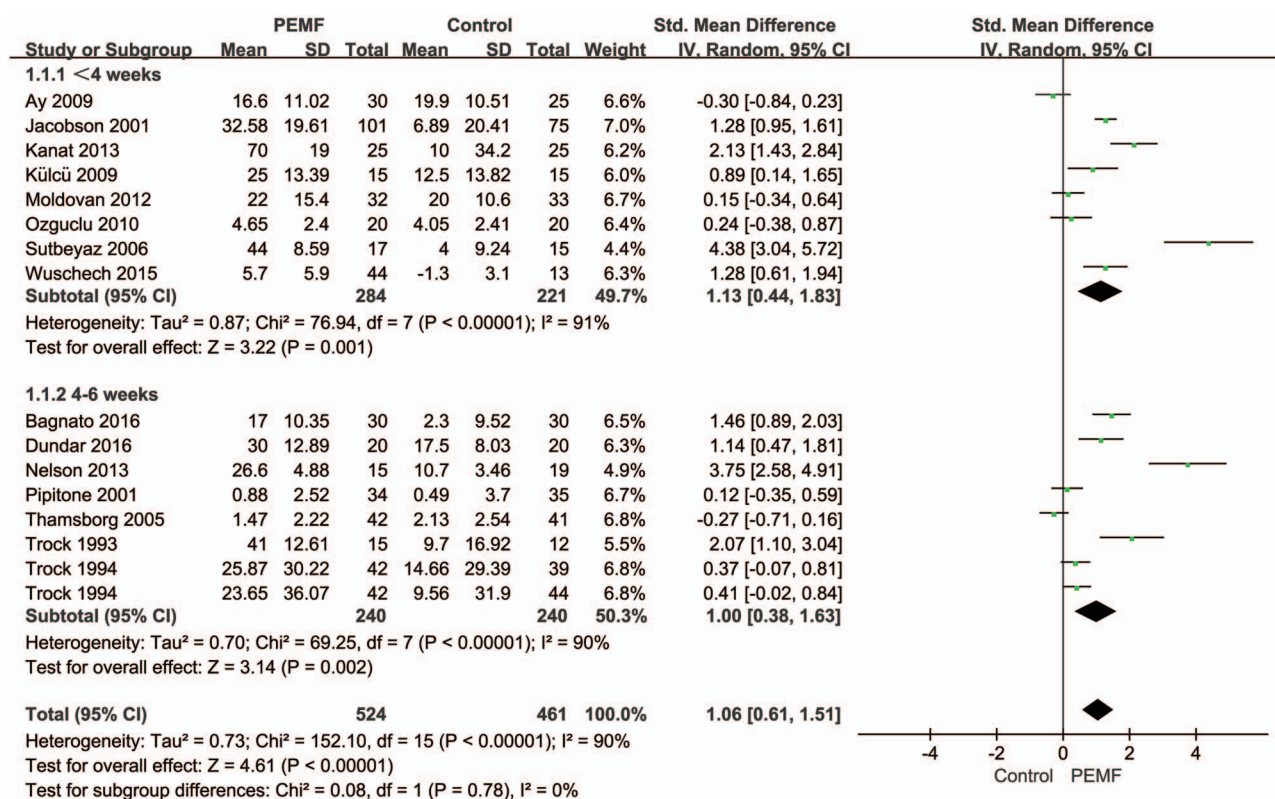 PEMF Control Std. Mean Difference Std. Mean Difference
Study or Subgroup Mean SD Total Mean SD Total Weight IV, Random, 95% CI IV, Random, 95% CI
1.1.1 <4 weeks
Ay 2009 16.6 11.02 30 19.9 10.51 25 6.6% -0.30 [-0.84, 0.23]
Jacobson 2001 32.58 19.61 101 6.89 20.41 75 7.0% 1.28 [0.95, 1.61]
Kanat 2013 70 19 25 10 34.2 25 6.2% 2.13 [1.43, 2.84]
Külcü 2009 25 13.39 15 12.5 13.82 15 6.0% 0.89 [0.14, 1.65]
Moldovan 2012 22 15.4 32 20 10.6 33 6.7% 0.15 [-0.34, 0.64]
Ozguclu 2010 4.65 2.4 20 4.05 2.41 20 6.3% 0.24 [-0.38, 0.87]
Sutbeyaz 2006 44 8.59 17 4 9.24 15 4.4% 4.38 [3.04, 5.72]
Wuschech 2015 5.7 5.9 44 -1.3 3.1 13 6.3% 1.28 [0.61, 1.94]
Subtotal (95% CI) 284 221 49.7% 1.13 [0.44, 1.83]
Heterogeneity: Tau² = 0.87; Chi² = 76.94, df = 7 (P < 0.00001); I² = 91%
Test for overall effect: Z = 3.22 (P = 0.001)
1.1.2 4-6 weeks
Bagnato 2016 17 10.35 30 2.3 9.52 30 6.5% 1.46 [0.89, 2.03]
Dundar 2016 30 12.89 20 17.5 8.03 20 6.3% 1.14 [0.47, 1.81]
Nelson 2013 26.6 4.88 15 10.7 3.46 19 4.9% 3.75 [2.58, 4.91]
Pipitone 2001 0.88 2.52 34 0.49 3.7 35 6.7% 0.12 [-0.35, 0.59]
Thamsborg 2005 1.47 2.22 42 2.13 2.54 41 6.8% -0.27 [-0.71, 0.16]
Trock 1993 41 12.61 15 9.7 16.92 12 5.5% 2.07 [1.10, 3.04]
Trock 1994 25.87 30.22 42 14.66 29.39 39 6.8% 0.37 [-0.07, 0.81]
Trock 1994 23.65 36.07 42 9.56 31.9 44 6.8% 0.41 [-0.02, 0.84]
Subtotal (95% CI) 240 240 50.3% 1.00 [0.38, 1.63]
Heterogeneity: Tau² = 0.70; Chi² = 69.25, df = 7 (P < 0.00001); I² = 90%
Test for overall effect: Z = 3.14 (P = 0.002)
Total (95% CI) 524 461 100.0% 1.06 [0.61, 1.51]
Heterogeneity: Tau² = 0.73; Chi² = 152.10, df = 15 (P < 0.00001); I² = 90%
Test for overall effect: Z = 4.61 (P < 0.00001)
Test for subgroup differences: Chi² = 0.08, df = 1 (P = 0.78), I² = 0%
-4 -2 0 2 4
Control PEMF